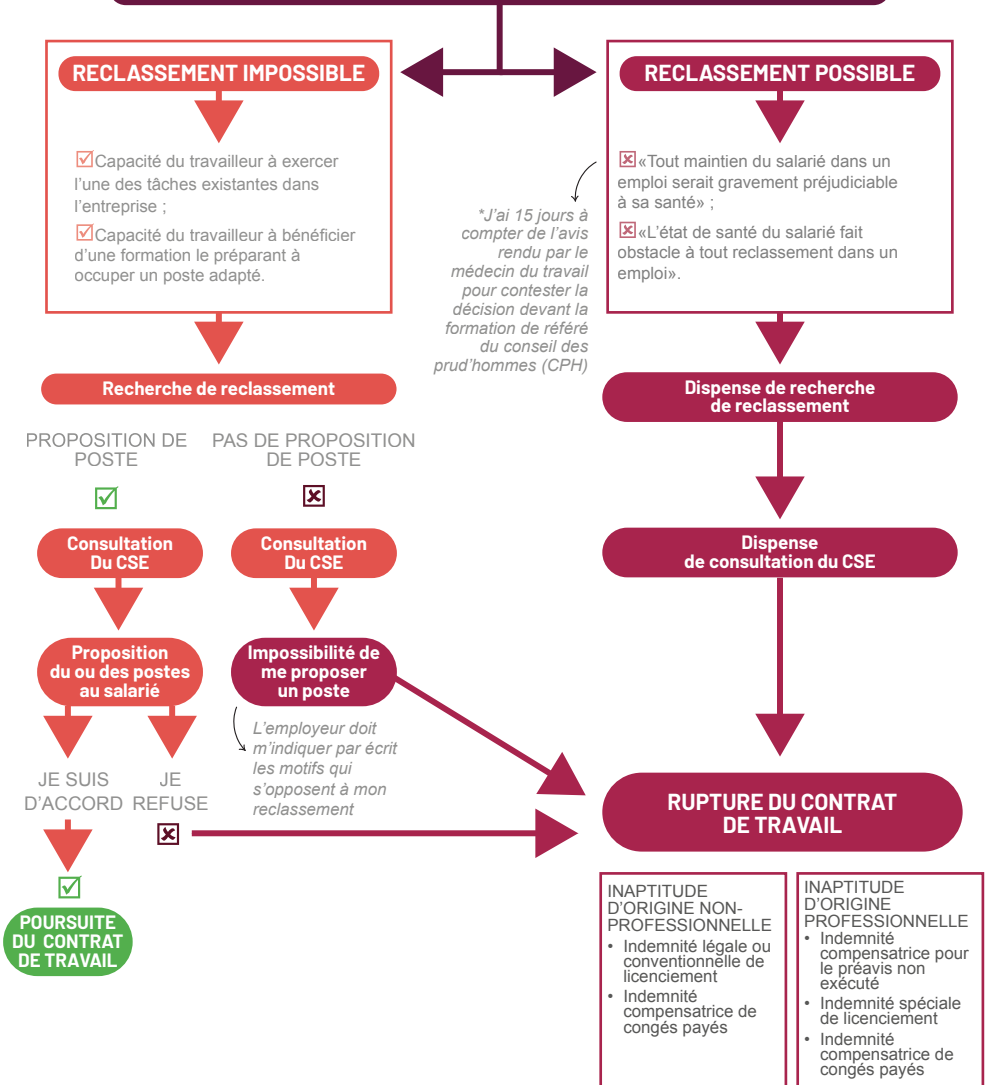 RECLASSEMENT IMPOSSIBLE
Capacité du travailleur à exercer
l'une des tâches existantes dans
l'entreprise ;
Capacité du travailleur à bénéficier
d'une formation le préparant à
occuper un poste adapté.
RECLASSEMENT POSSIBLE
«Tout maintien du salarié dans un
emploi serait gravement préjudiciable
à sa santé» ;
«L'état de santé du salarié fait
obstacle à tout reclassement dans un
emploi».
*J'ai 15 jours à
compter de l'avis
rendu par le
médecin du travail
pour contester la
décision devant la
formation de référé
du conseil des
prud'hommes (CPH)
Recherche de reclassement
PROPOSITION DE
POSTE
PAS DE PROPOSITION
DE POSTE
Consultation
Du CSE
Consultation
Du CSE
Proposition
du ou des postes
au salarié
Impossibilité de
me proposer
un poste
L'employeur doit
m'indiquer par écrit
les motifs qui
s'opposent à mon
reclassement
JE SUIS
D'ACCORD
JE
REFUSE
POURSUITE
DU CONTRAT
DE TRAVAIL
Dispense de recherche
de reclassement
Dispense
de consultation du CSE
RUPTURE DU CONTRAT
DE TRAVAIL
INAPTITUDE
D'ORIGINE NON-
PROFESSIONNELLE
• Indemnité légale ou
conventionnelle de
licenciement
• Indemnité
compensatrice de
congés payés
INAPTITUDE
D'ORIGINE
PROFESSIONNELLE
• Indemnité
compensatrice pour
le préavis non
exécuté
• Indemnité spéciale
de licenciement
• Indemnité
compensatrice de
congés payés